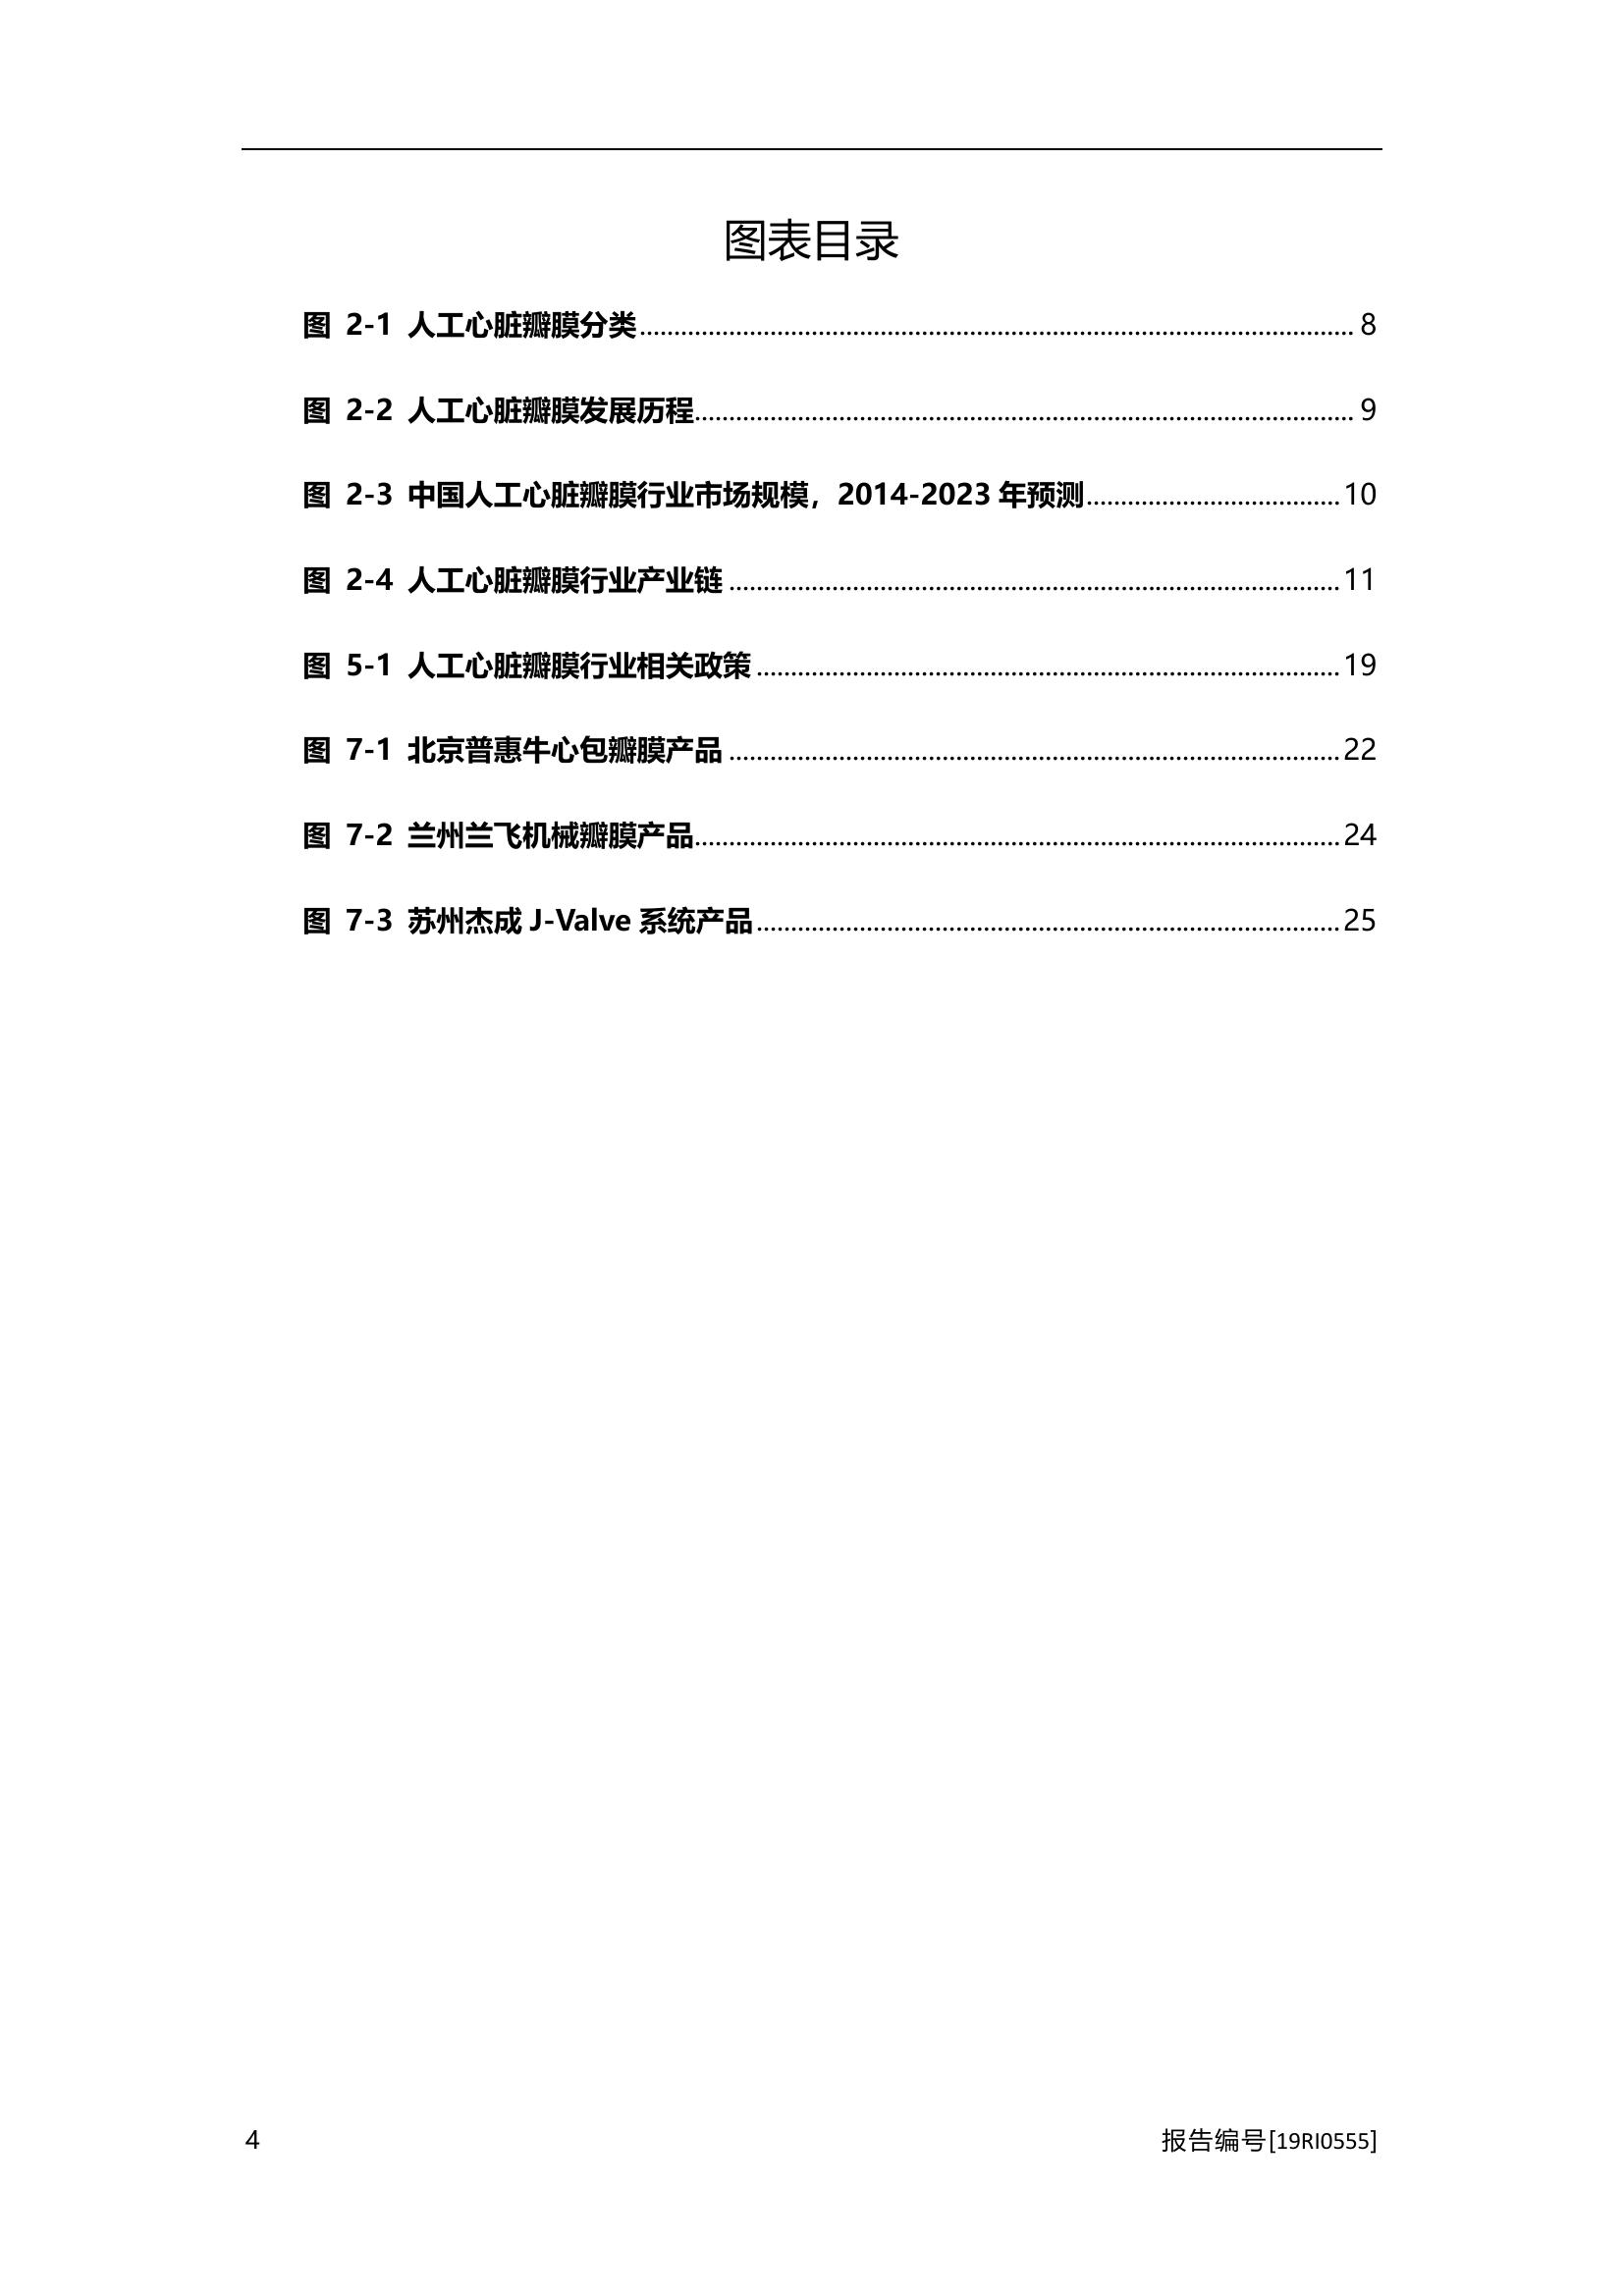 图表目录
图 2-1 人工心脏瓣膜分类 8
图 2-2 人工心脏瓣膜发展历程 9
图 2-3 中国人工心脏瓣膜行业市场规模，2014-2023 年预测 10
图 2-4 人工心脏瓣膜行业产业链 11
图 5-1 人工心脏瓣膜行业相关政策 19
图 7-1 北京普惠牛心包瓣膜产品 22
图 7-2 兰州兰飞机械瓣膜产品 24
图 7-3 苏州杰成 J-Valve 系统产品 25
4 报告编号[19RI0555]